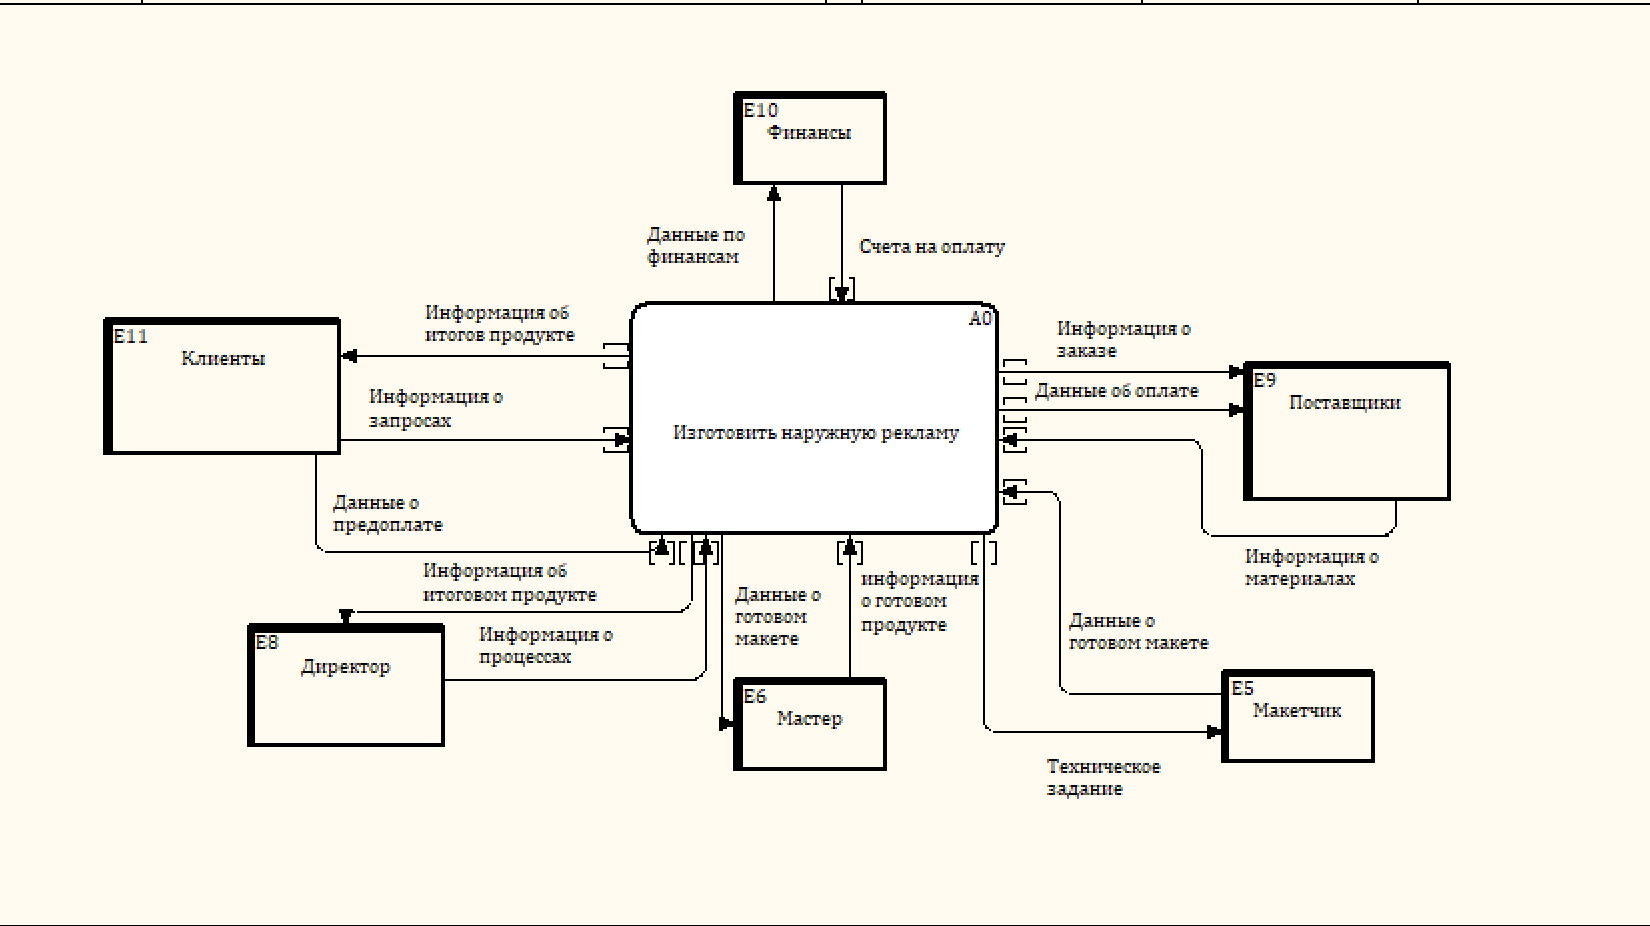 E10
Финансы
Данные по
финансам
Счета на оплату
Информация об
итогов продукте
A0
Информация о
заказе
E11
Клиенты
E9
Поставщики
Данные об оплате
Информация о
запросах
Изготовить наружную рекламу
Данные о
предоплате
Информация об
итоговом продукте
Информация о
материалах
информация
о готовом
продукте
Данные о
готовом
макете
Данные о
готовом макете
Информация о
процессах
E8
Директор
E6
Мастер
E5
Макетчик
Техническое
задание